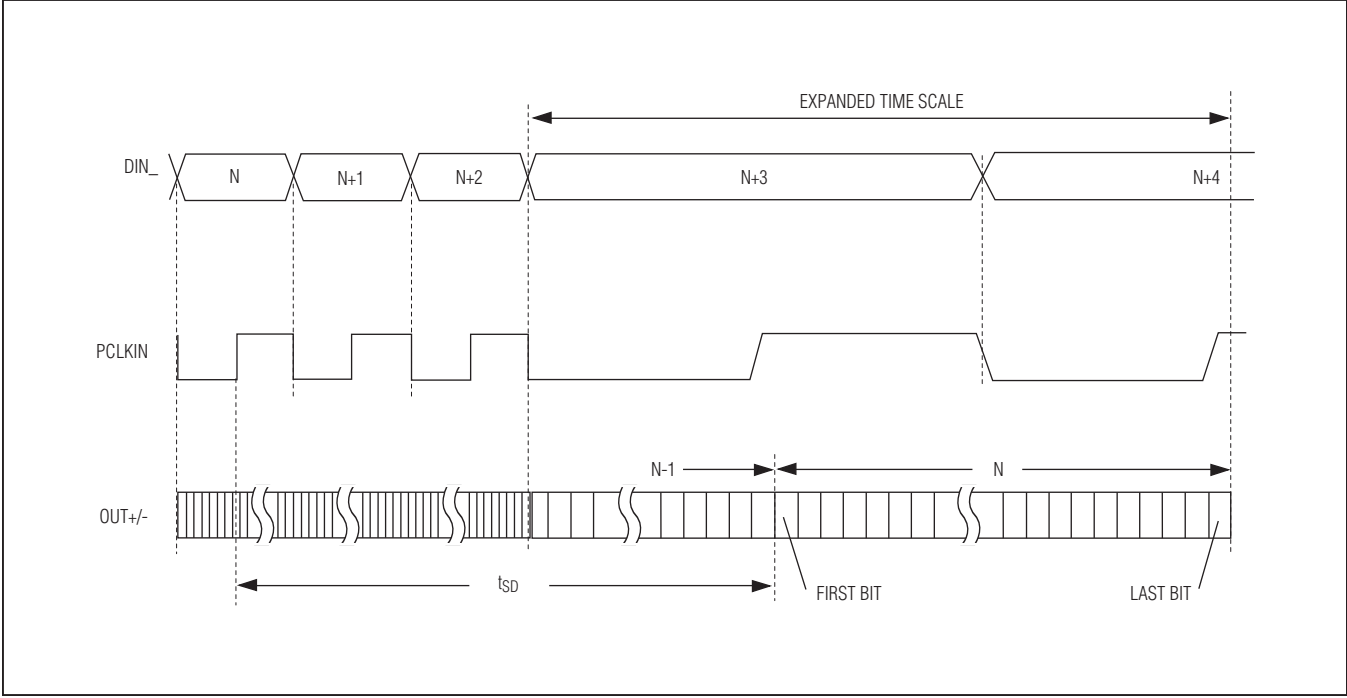 EXPANDED TIME SCALE
DIN_
N
N+1
N+2
N+3
N+4
PCLKIN
N-1
N
OUT+/-
tSD
FIRST BIT
LAST BIT